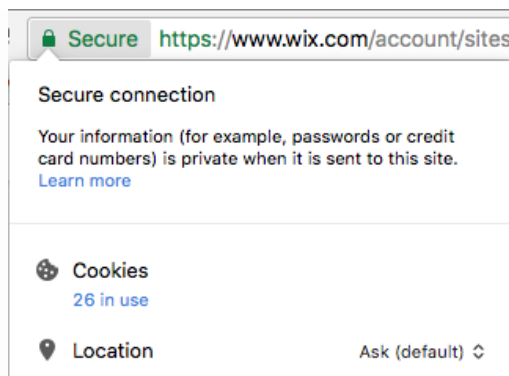 Secure https://www.wix.com/account/sites
Secure connection
Your information (for example, passwords or credit
card numbers) is private when it is sent to this site.
Learn more
Cookies
26 in use
Location Ask (default)